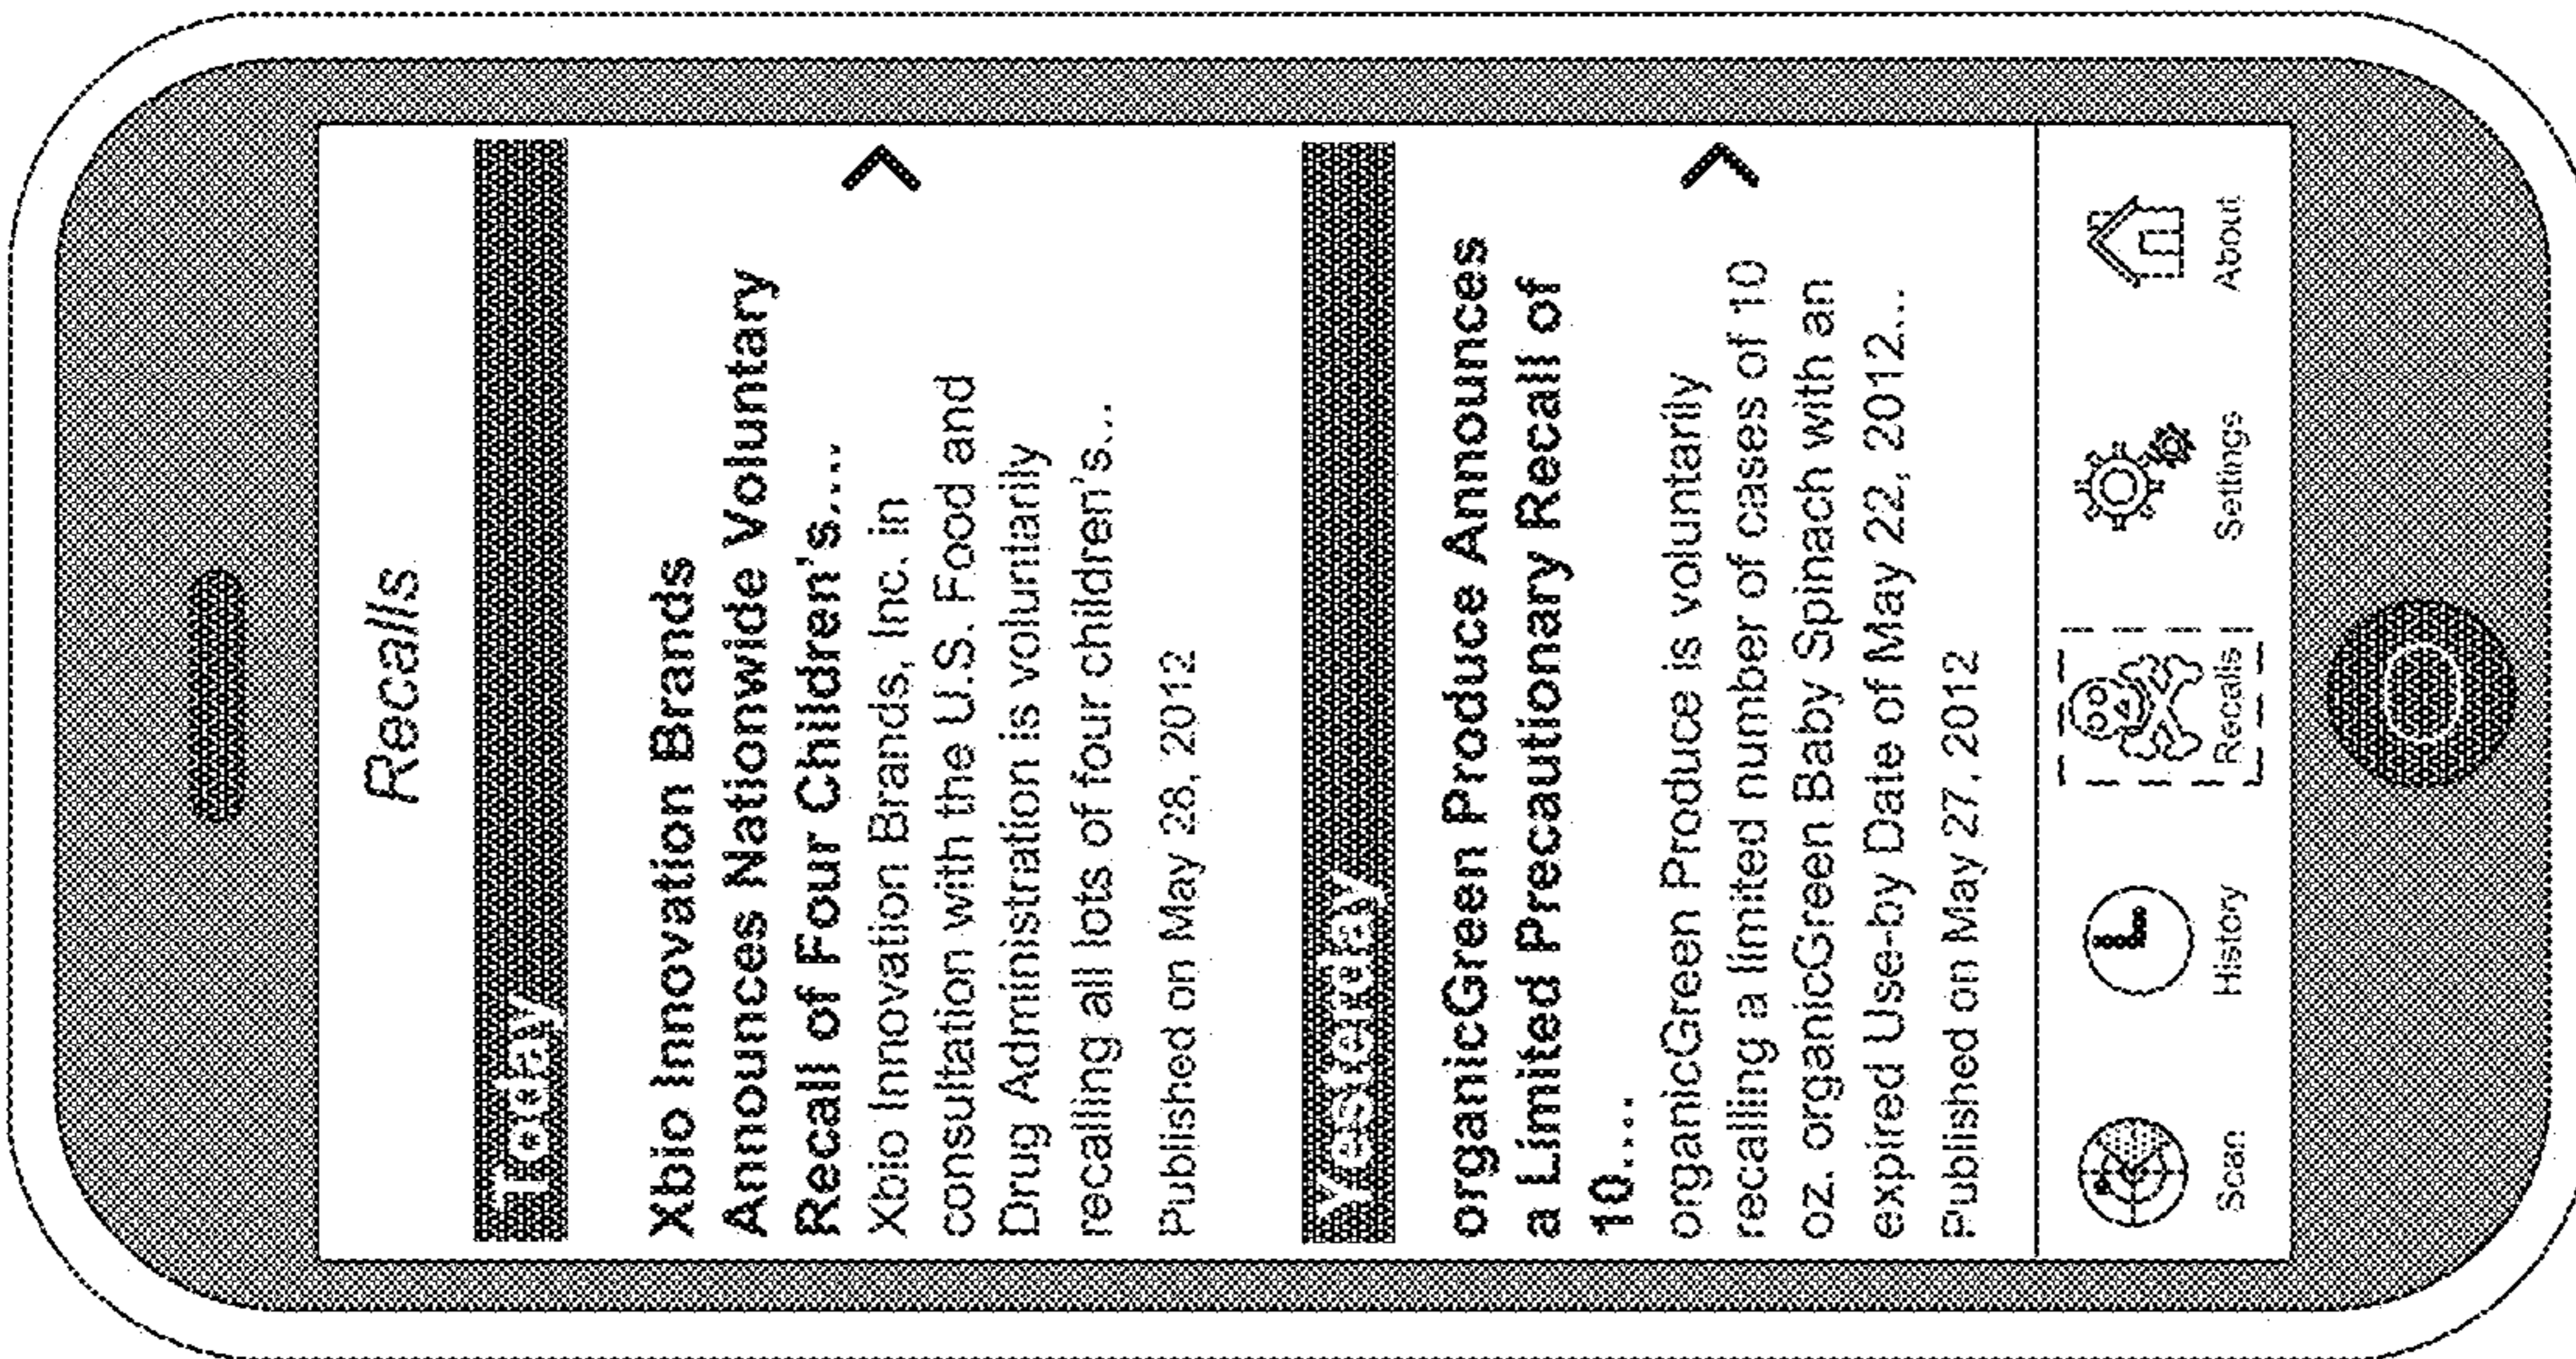 Recalls
Today
Xbio Innovation Brands
Announces Nationwide Voluntary
Recall of Four Children's....
Xbio Innovation Brands, Inc. in
consultation with the U.S. Food and
Drug Administration is voluntarily
recalling all lots of four children's...
Published on May 28, 2012
Yesterday
organicGreen Produce Announces
a Limited Precautionary Recall of
10....
organicGreen Produce is voluntarily
recalling a limited number of cases of 10
oz. organicGreen Baby Spinach with an
expired Use-by Date of May 22, 2012...
Published on May 27, 2012
Scan History Recalls Settings About